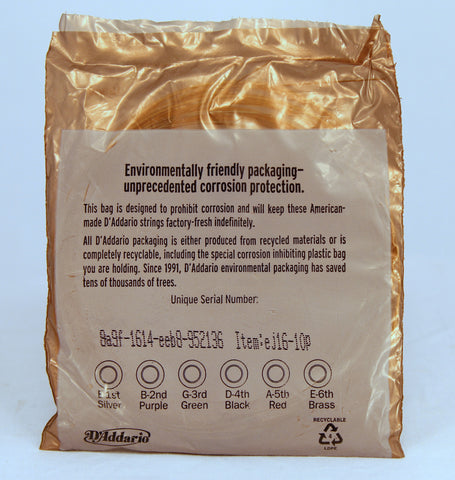 Environmentally friendly packaging–
unprecedented corrosion protection.
This bag is designed to prohibit corrosion and will keep these American-
made D'Addario strings factory-fresh indefinitely.
All D'Addario packaging is either produced from recycled materials or is
completely recyclable, including the special corrosion inhibiting plastic bag
you are holding. Since 1991, D'Addario environmental packaging has saved
tens of thousands of trees.
Unique Serial Number:
9a9f-1614-eeb8-952136 Item:eJ16-10p
E-1st B-2nd G-3rd D-4th A-5th E-6th
Silver Purple Green Black Red Brass
D'Addario
RECYCLABLE
4
LDPE